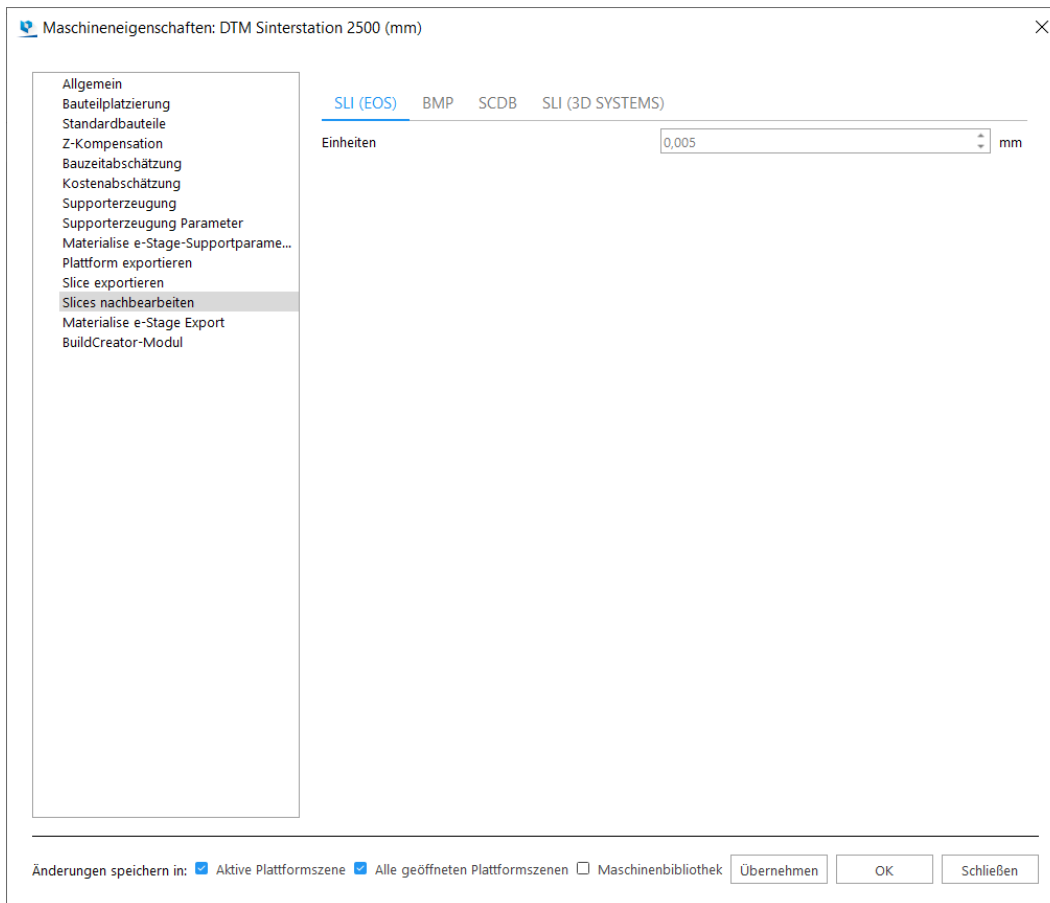 Maschineneigenschaften: DTM Sinterstation 2500 (mm)
Allgemein
Bauteilplatzierung
Standardbauteile
Z-Kompensation
Bauzeitabschätzung
Kostenabschätzung
Supporterzeugung
Supporterzeugung Parameter
Materialise e-Stage-Supportparame...
Plattform exportieren
Slice exportieren
Slices nachbearbeiten
Materialise e-Stage Export
BuildCreator-Modul
SLI (EOS) BMP SCDB SLI (3D SYSTEMS)
Einheiten 0,005 mm
Änderungen speichern in: Aktive Plattformszene Alle geöffneten Plattformszenen Maschinenbibliothek Übernehmen OK Schließen